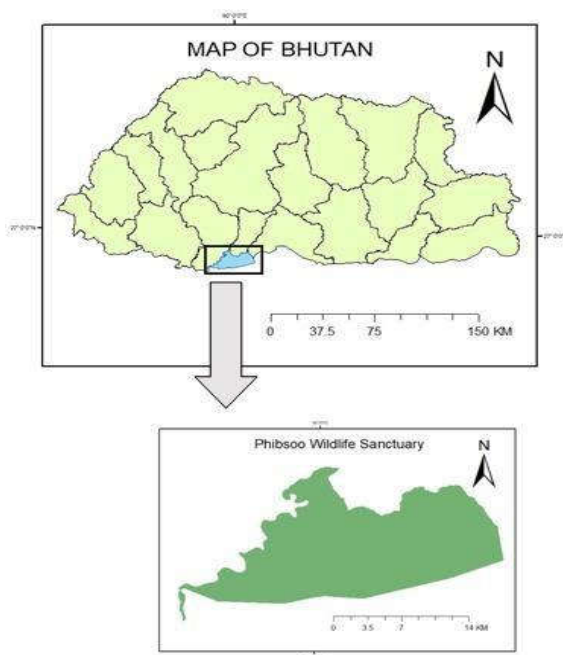 MAP OF BHUTAN
N
0 37.5 75 150 KM
Phibsoo Wildlife Sanctuary
N
0 3.5 7 14 KM